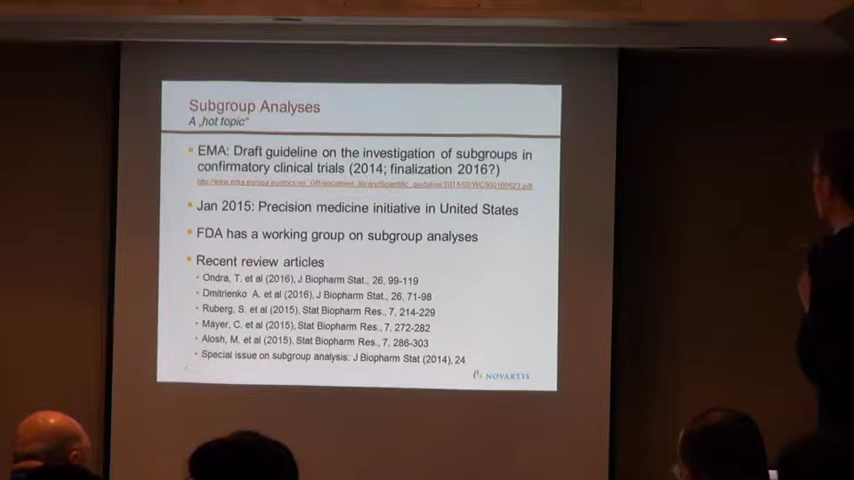 Subgroup Analyses
A „hot topic“
EMA: Draft guideline on the investigation of subgroups in
confirmatory clinical trials (2014; finalization 2016?)
Jan 2015: Precision medicine initiative in United States
FDA has a working group on subgroup analyses
Recent review articles
Ondra, T. et al (2016), J Biopharm Stat., 26, 99-119
Dmitrienko A. et al (2016), J Biopharm Stat., 26, 71-98
Ruberg, S. et al (2015), Stat Biopharm Res., 7, 214-229
Mayer, C. et al (2015), Stat Biopharm Res., 7, 272-282
Alosh, M. et al (2015), Stat Biopharm Res., 7, 286-303
Special issue on subgroup analysis: J Biopharm Stat (2014), 24
NOVARTIS